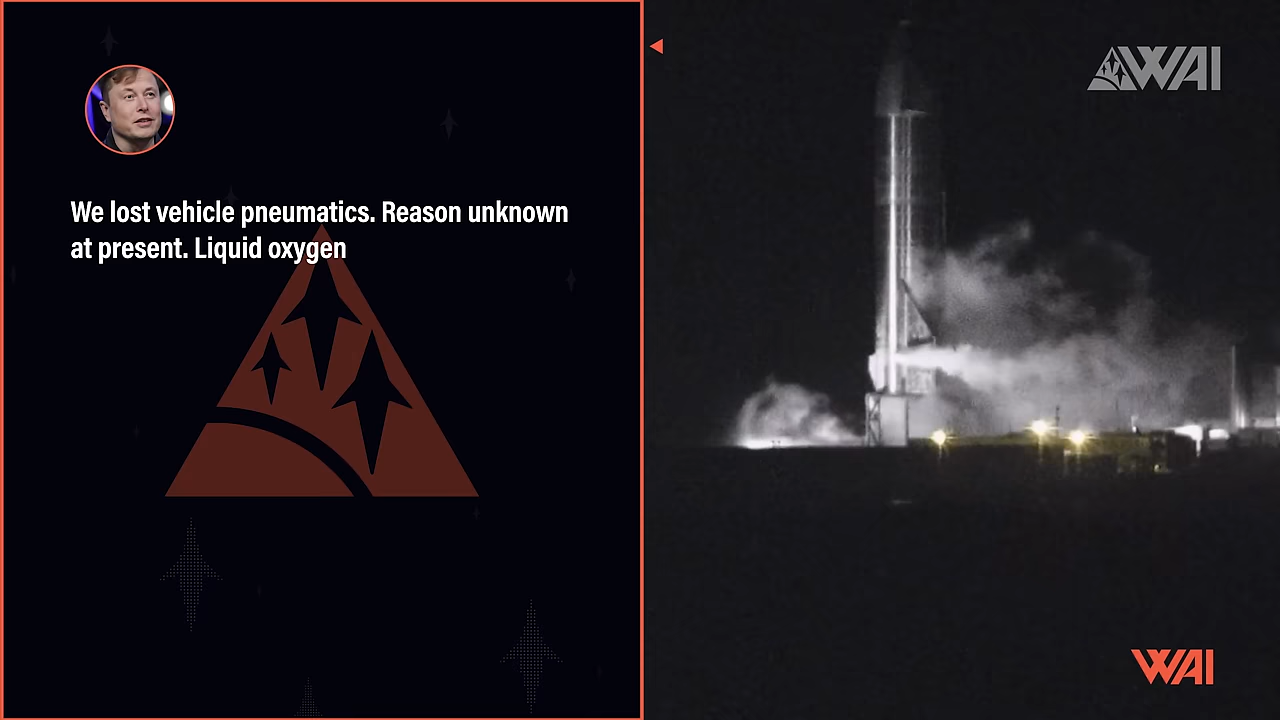 We lost vehicle pneumatics. Reason unknown
at present. Liquid oxygen
WAI
WAI